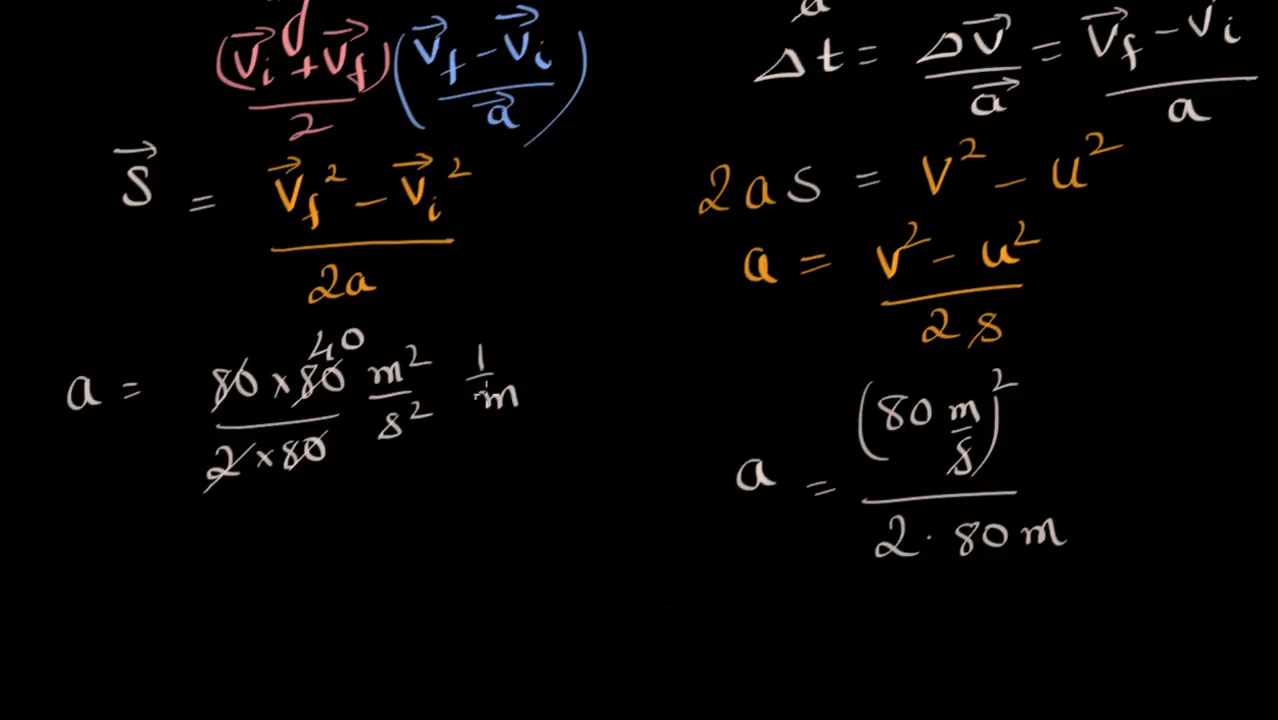 d
(v⃗i + v⃗f)/2 ((v⃗f − v⃗i)/a⃗)
s⃗ = (v⃗f² − v⃗i²)/2a
a = (80 × 80)/(2 × 80) 40 m²/s² 1/m
Δt = Δv⃗/a⃗ = (v⃗f − vi)/a
2as = v² − u²
a = (v² − u²)/2s
a = (80 m/s)²/(2 · 80 m)